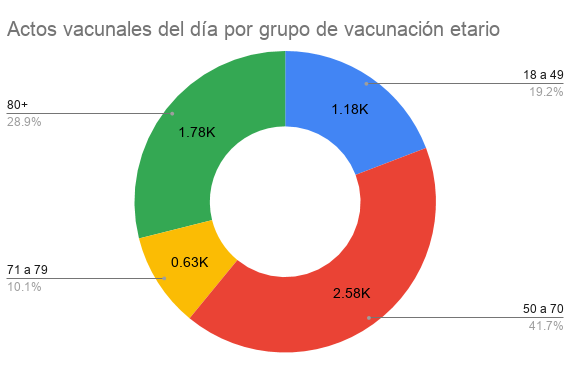 Actos vacunales del día por grupo de vacunación etario
18 a 49
19.2%
80+
28.9%
1.18K
1.78K
0.63K
71 a 79
10.1%
2.58K
50 a 70
41.7%